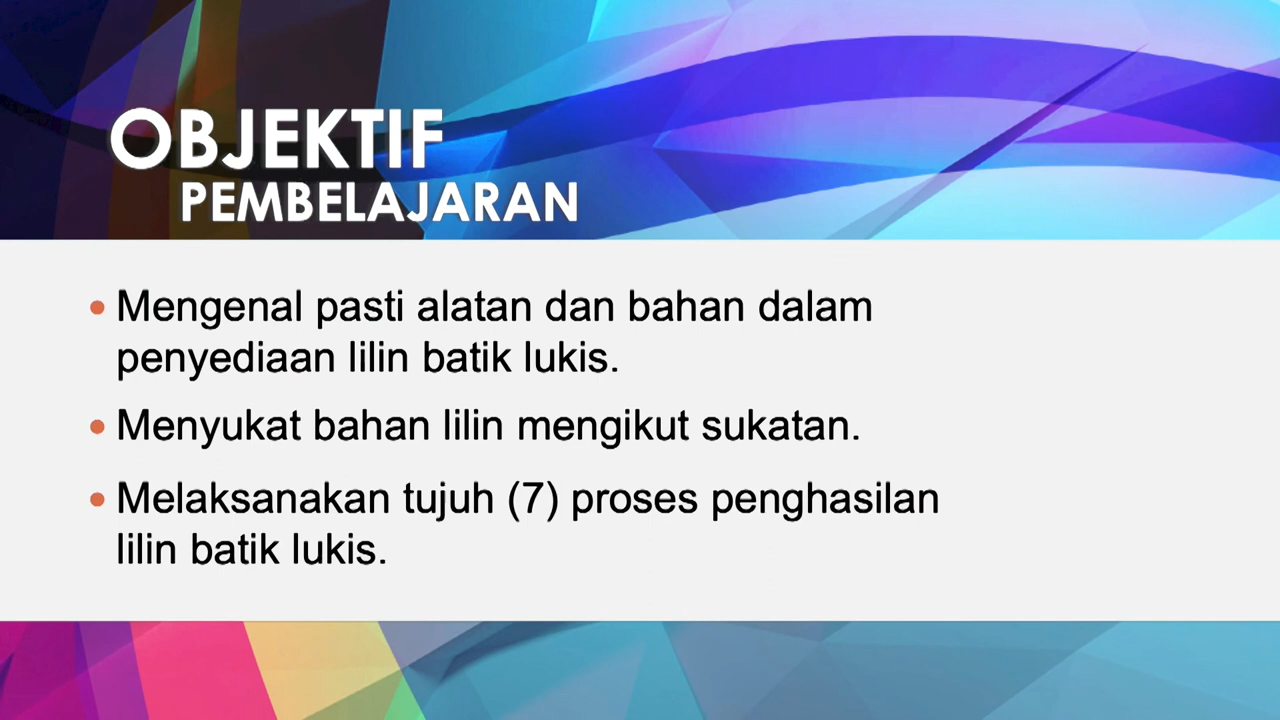 OBJEKTIF
PEMBELAJARAN
• Mengenal pasti alatan dan bahan dalam
penyediaan lilin batik lukis.
• Menyukat bahan lilin mengikut sukatan.
• Melaksanakan tujuh (7) proses penghasilan
lilin batik lukis.